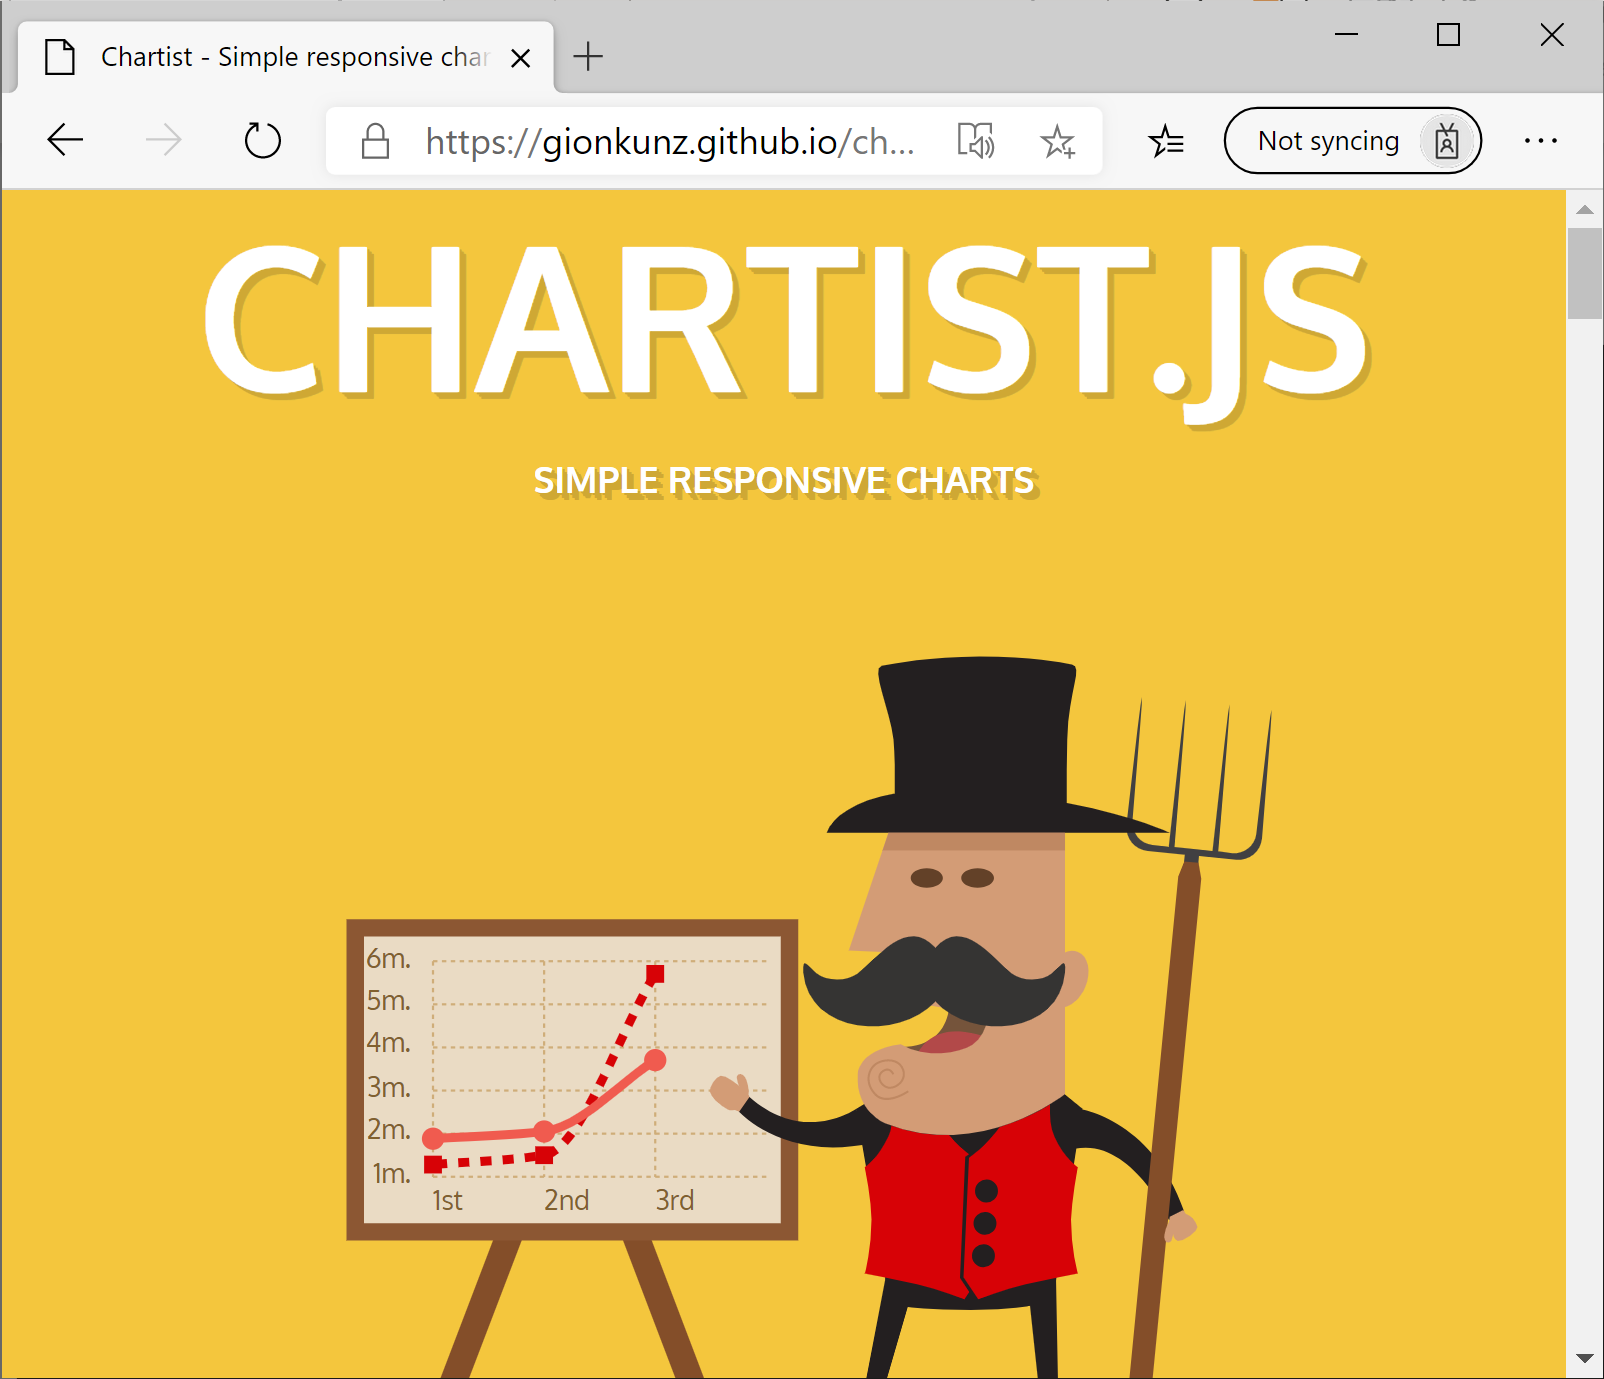 Chartist - Simple responsive char
https://gionkunz.github.io/ch...
Not syncing
CHARTIST.JS
SIMPLE RESPONSIVE CHARTS
6m.
5m.
4m.
3m.
2m.
1m.
1st 2nd 3rd